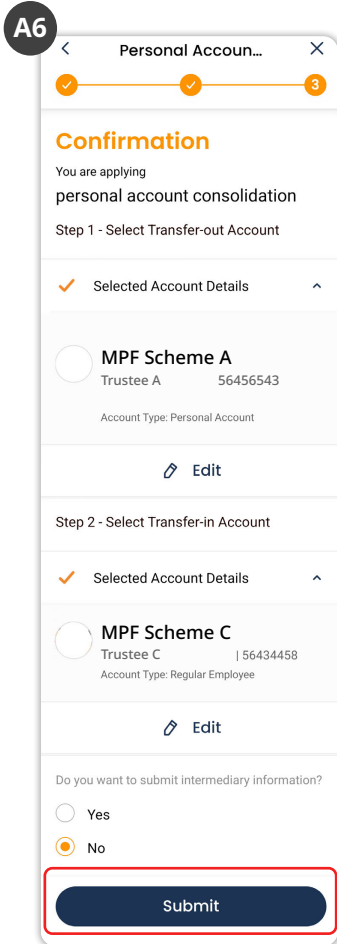 A6
Personal Accoun...
3
Confirmation
You are applying
personal account consolidation
Step 1 - Select Transfer-out Account
Selected Account Details
MPF Scheme A
Trustee A 56456543
Account Type: Personal Account
Edit
Step 2 - Select Transfer-in Account
Selected Account Details
MPF Scheme C
Trustee C | 56434458
Account Type: Regular Employee
Edit
Do you want to submit intermediary information?
Yes
No
Submit